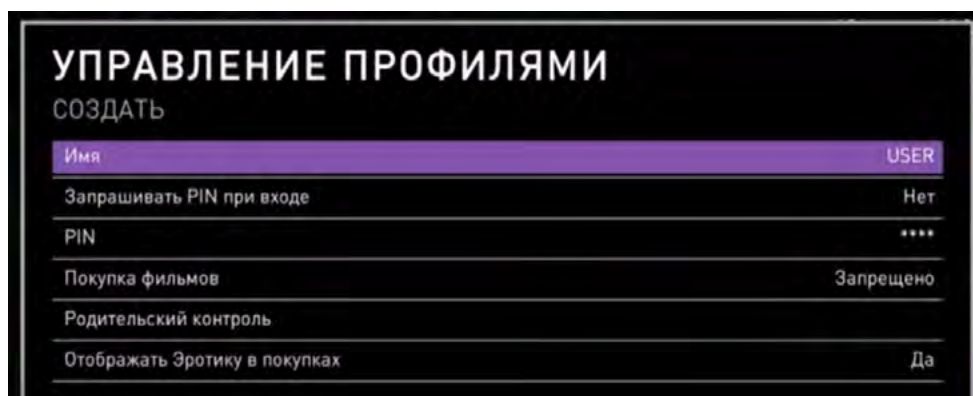 УПРАВЛЕНИЕ ПРОФИЛЯМИ
СОЗДАТЬ
Имя USER
Запрашивать PIN при входе Нет
PIN ****
Покупка фильмов Запрещено
Родительский контроль
Отображать Эротику в покупках Да